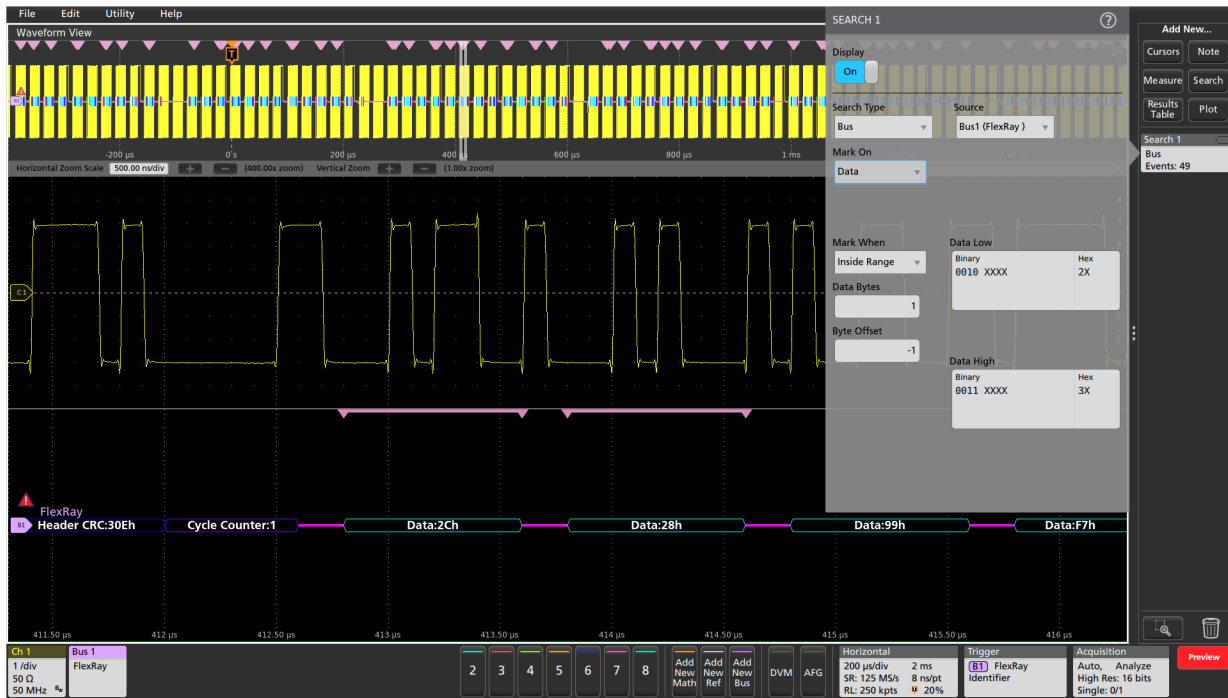 File Edit Utility Help
Waveform View
T
-200 µs 0 s 200 µs 400 µs 600 µs 800 µs 1 ms
Horizontal Zoom Scale 500.00 ns/div + − (400.00x zoom) Vertical Zoom + − (1.00x zoom)
C1
FlexRay
B1 Header CRC:30Eh Cycle Counter:1 Data:2Ch Data:28h Data:99h Data:F7h
411.50 µs 412 µs 412.50 µs 413 µs 413.50 µs 414 µs 414.50 µs 415 µs 415.50 µs 416 µs
SEARCH 1 ?
Display
On
Search Type Source
Bus Bus1 (FlexRay )
Mark On
Data
Mark When Data Low
Inside Range
Binary Hex
0010 XXXX 2X
Data Bytes
1
Byte Offset
-1
Data High
Binary Hex
0011 XXXX 3X
Add New...
Cursors Note
Measure Search
Results Table Plot
Search 1
Bus
Events: 49
Ch 1
1 /div
50 Ω
50 MHz Bw
Bus 1
FlexRay
2 3 4 5 6 7 8
Add New Math
Add New Ref
Add New Bus
DVM AFG
Horizontal
200 µs/div 2 ms
SR: 125 MS/s 8 ns/pt
RL: 250 kpts 20%
Trigger
B1 FlexRay
Identifier
Acquisition
Auto, Analyze
High Res: 16 bits
Single: 0/1
Preview